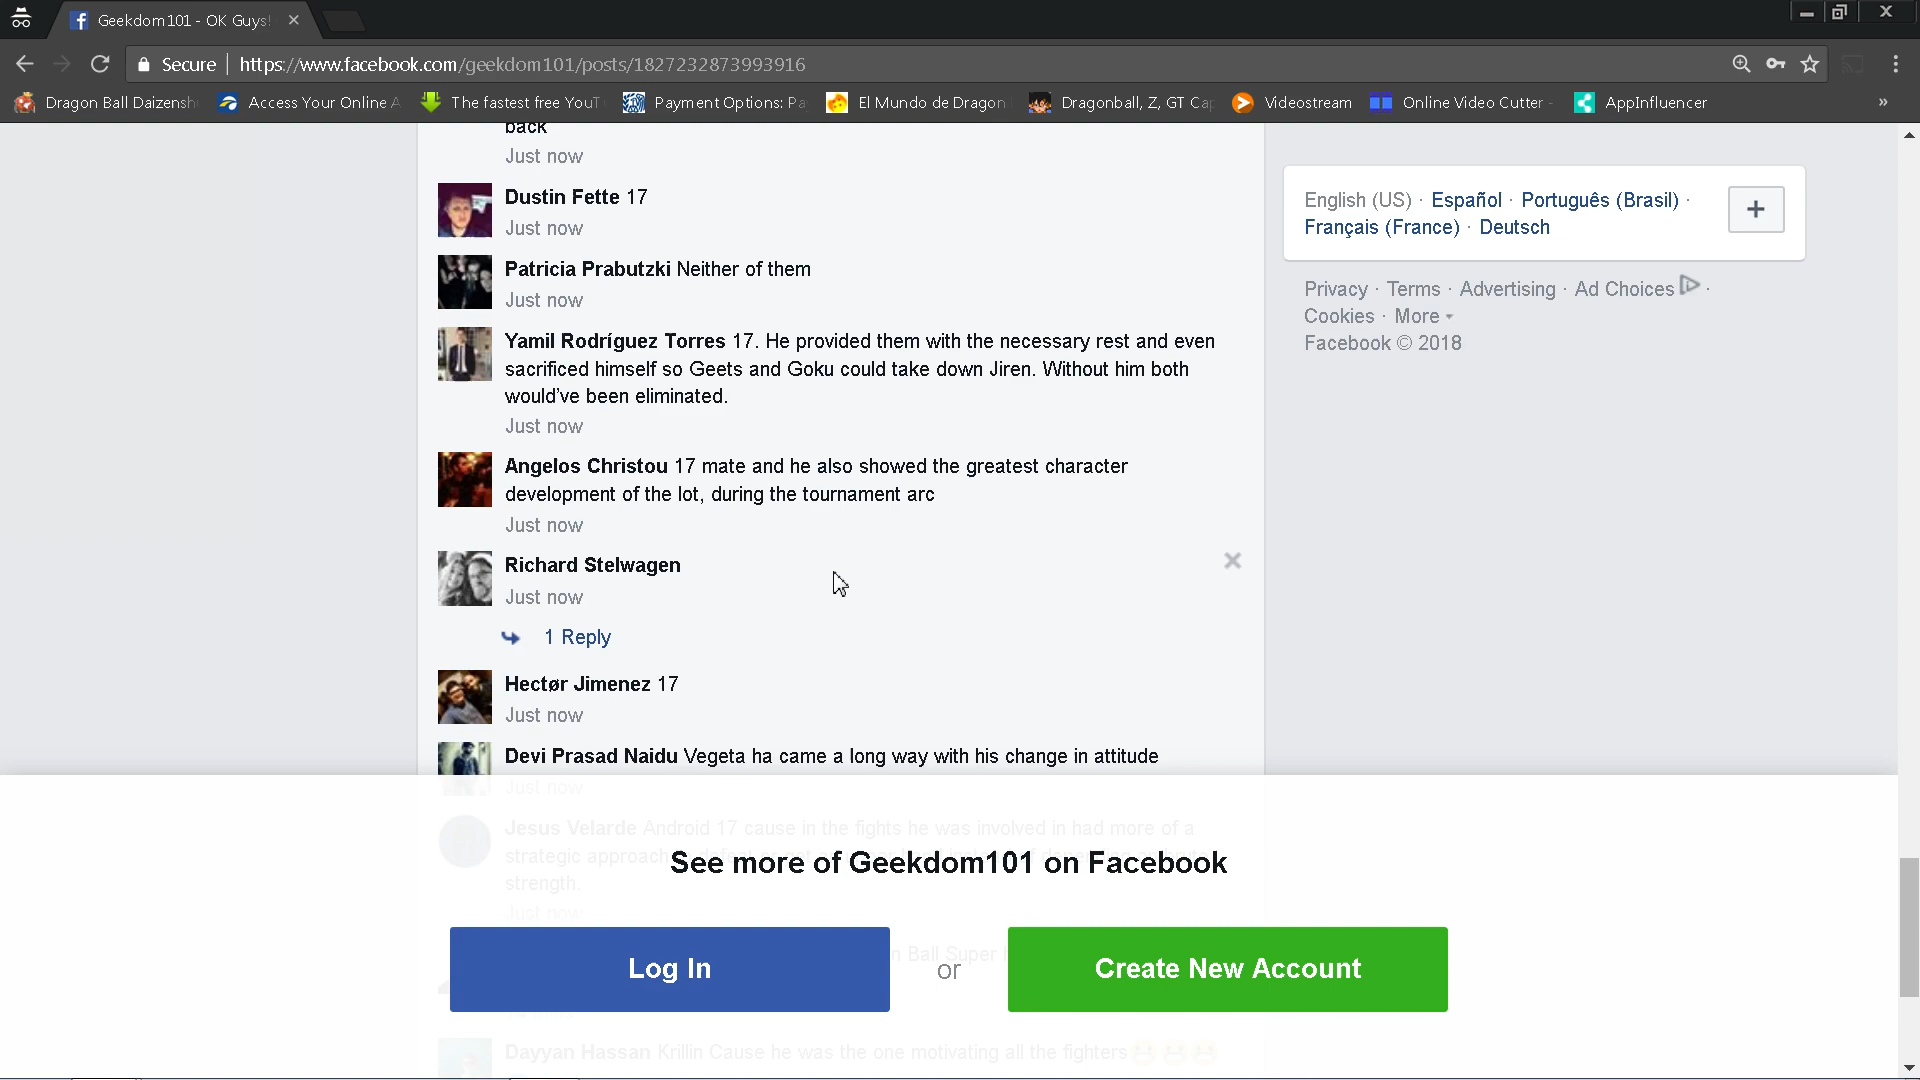 Geekdom101 - OK Guys!
Secure https://www.facebook.com/geekdom101/posts/1827232873993916
Dragon Ball Daizensh Access Your Online A The fastest free YouT Payment Options: Pa El Mundo de Dragon Dragonball, Z, GT Cap Videostream Online Video Cutter - AppInfluencer »
back
Just now
Dustin Fette 17
Just now
Patricia Prabutzki Neither of them
Just now
Yamil Rodríguez Torres 17. He provided them with the necessary rest and even
sacrificed himself so Geets and Goku could take down Jiren. Without him both
would've been eliminated.
Just now
Angelos Christou 17 mate and he also showed the greatest character
development of the lot, during the tournament arc
Just now
Richard Stelwagen
Just now
1 Reply
Hectør Jimenez 17
Just now
Devi Prasad Naidu Vegeta ha came a long way with his change in attitude
Just now
Jesus Velarde Android 17 cause in the fights he was involved in had more of a
strategic approach
strength.
Just now
See more of Geekdom101 on Facebook
n Ball Super
Log In or Create New Account
Dayyan Hassan Krillin Cause he was the one motivating all the fighters
English (US) · Español · Português (Brasil) ·
Français (France) · Deutsch
Privacy · Terms · Advertising · Ad Choices ·
Cookies · More
Facebook © 2018